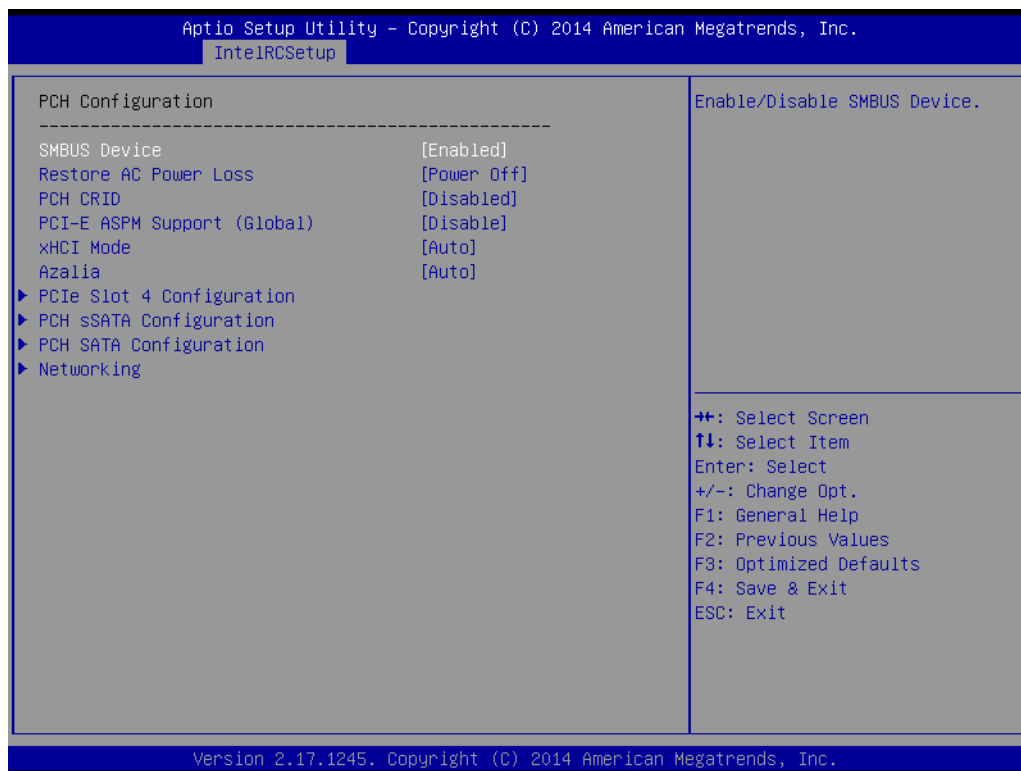 Aptio Setup Utility – Copyright (C) 2014 American Megatrends, Inc.
IntelRCSetup
PCH Configuration
--------------------------------------------------
SMBUS Device [Enabled]
Restore AC Power Loss [Power Off]
PCH CRID [Disabled]
PCI-E ASPM Support (Global) [Disable]
xHCI Mode [Auto]
Azalia [Auto]
▶ PCIe Slot 4 Configuration
▶ PCH sSATA Configuration
▶ PCH SATA Configuration
▶ Networking
Enable/Disable SMBUS Device.
→←: Select Screen
↑↓: Select Item
Enter: Select
+/-: Change Opt.
F1: General Help
F2: Previous Values
F3: Optimized Defaults
F4: Save & Exit
ESC: Exit
Version 2.17.1245. Copyright (C) 2014 American Megatrends, Inc.